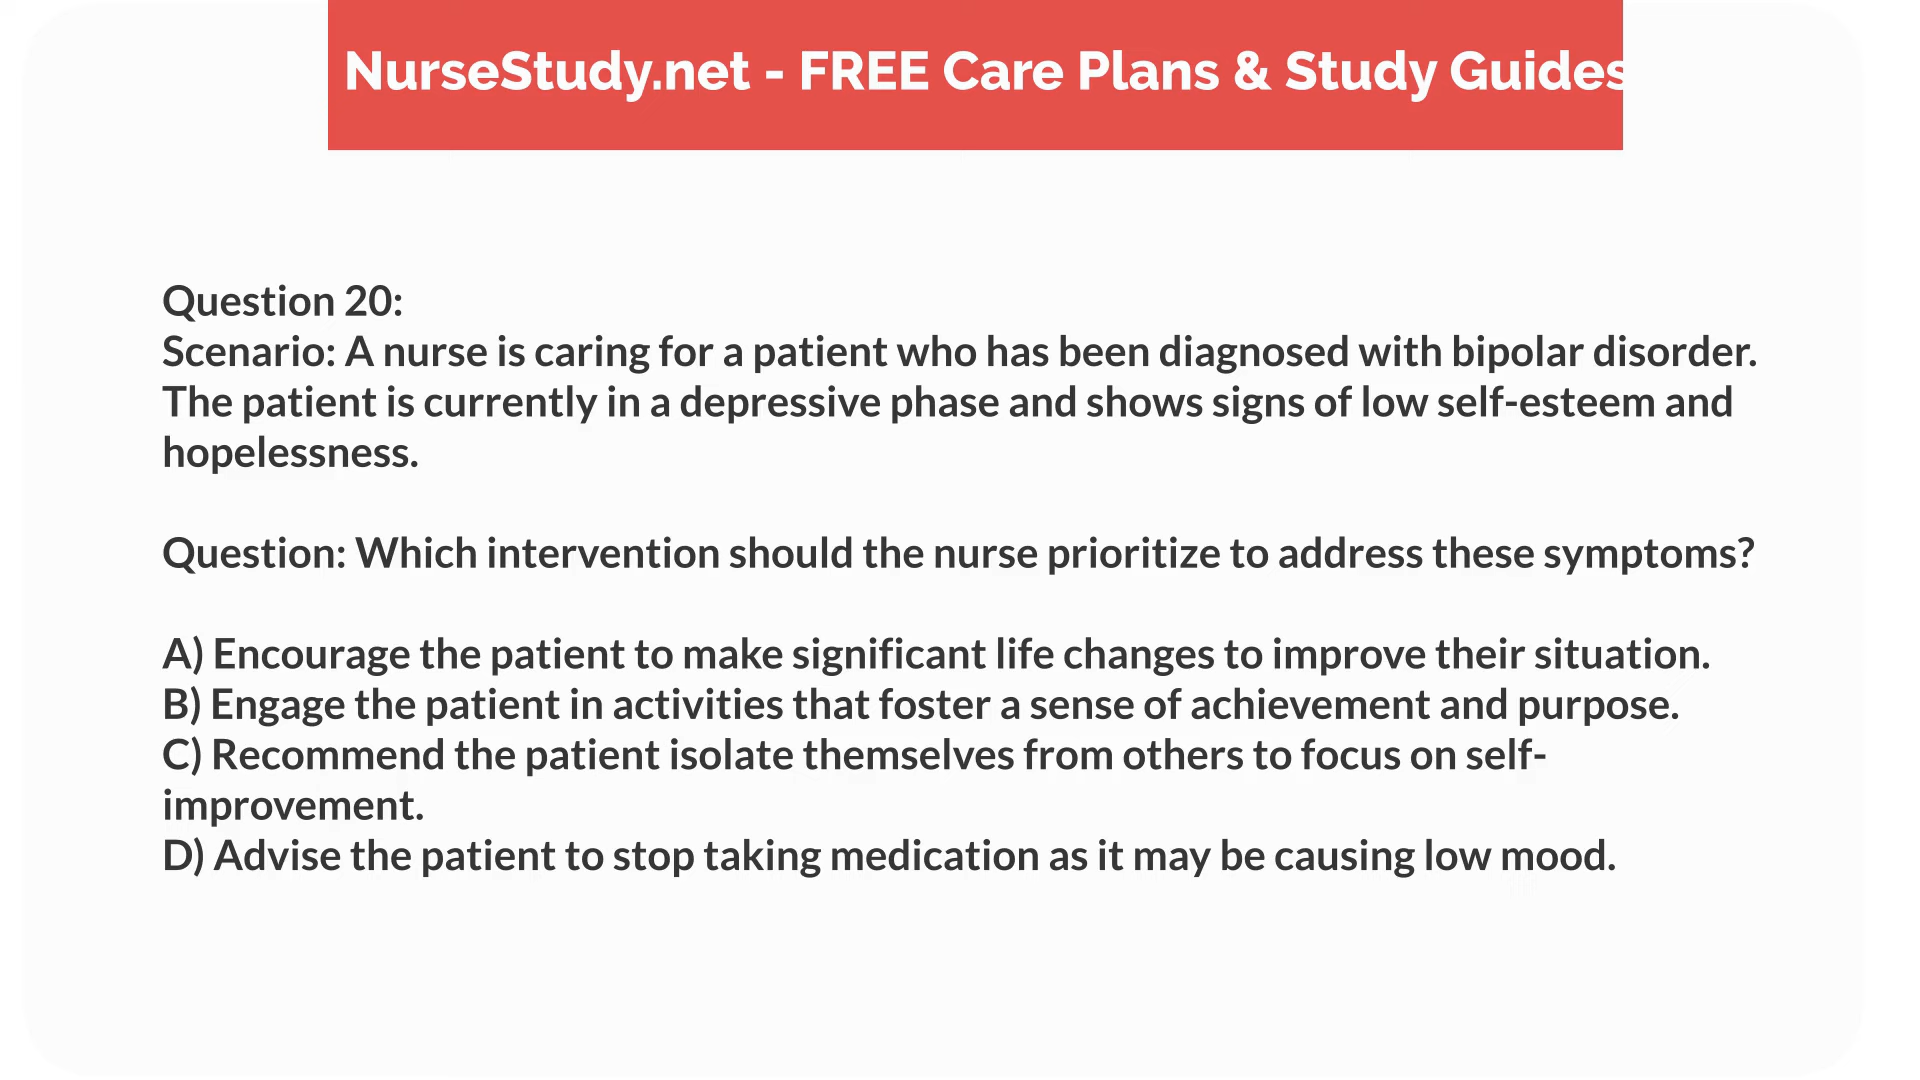 NurseStudy.net - FREE Care Plans & Study Guides
Question 20:
Scenario: A nurse is caring for a patient who has been diagnosed with bipolar disorder.
The patient is currently in a depressive phase and shows signs of low self-esteem and
hopelessness.
Question: Which intervention should the nurse prioritize to address these symptoms?
A) Encourage the patient to make significant life changes to improve their situation.
B) Engage the patient in activities that foster a sense of achievement and purpose.
C) Recommend the patient isolate themselves from others to focus on self-
improvement.
D) Advise the patient to stop taking medication as it may be causing low mood.